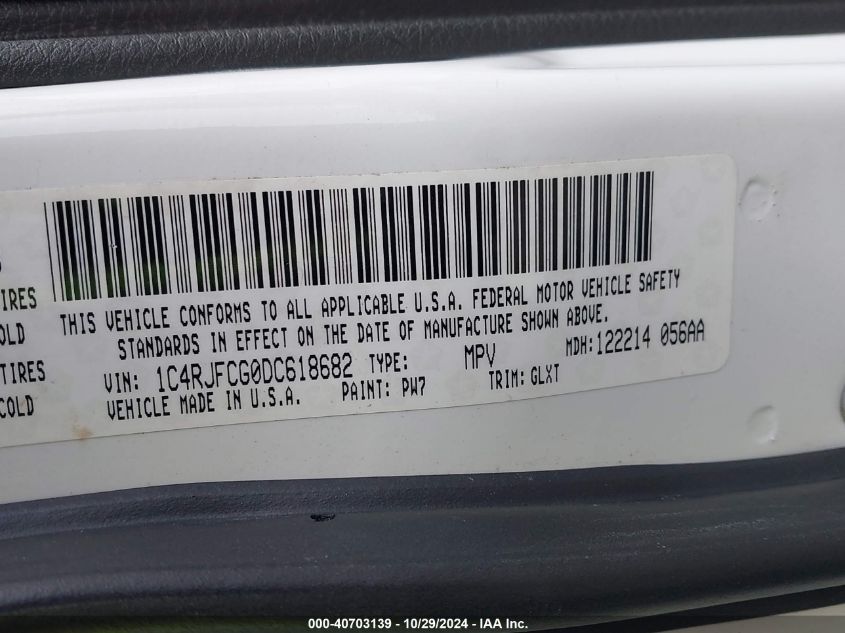 THIS VEHICLE CONFORMS TO ALL APPLICABLE U.S.A. FEDERAL MOTOR VEHICLE SAFETY
STANDARDS IN EFFECT ON THE DATE OF MANUFACTURE SHOWN ABOVE.
VIN: 1C4RJFCG0DC618682 TYPE: MPV MDH:122214 056AA
VEHICLE MADE IN U.S.A. PAINT: PW7 TRIM: GLXT
IRES
OLD
TIRES
COLD
000-40703139 - 10/29/2024 - IAA Inc.